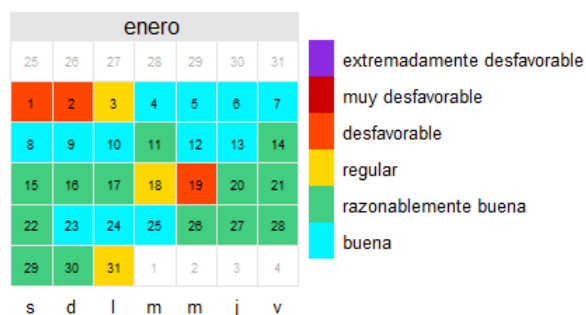 enero
25 26 27 28 29 30 31
1 2 3 4 5 6 7
8 9 10 11 12 13 14
15 16 17 18 19 20 21
22 23 24 25 26 27 28
29 30 31 1 2 3 4
s d l m m j v
extremadamente desfavorable
muy desfavorable
desfavorable
regular
razonablemente buena
buena